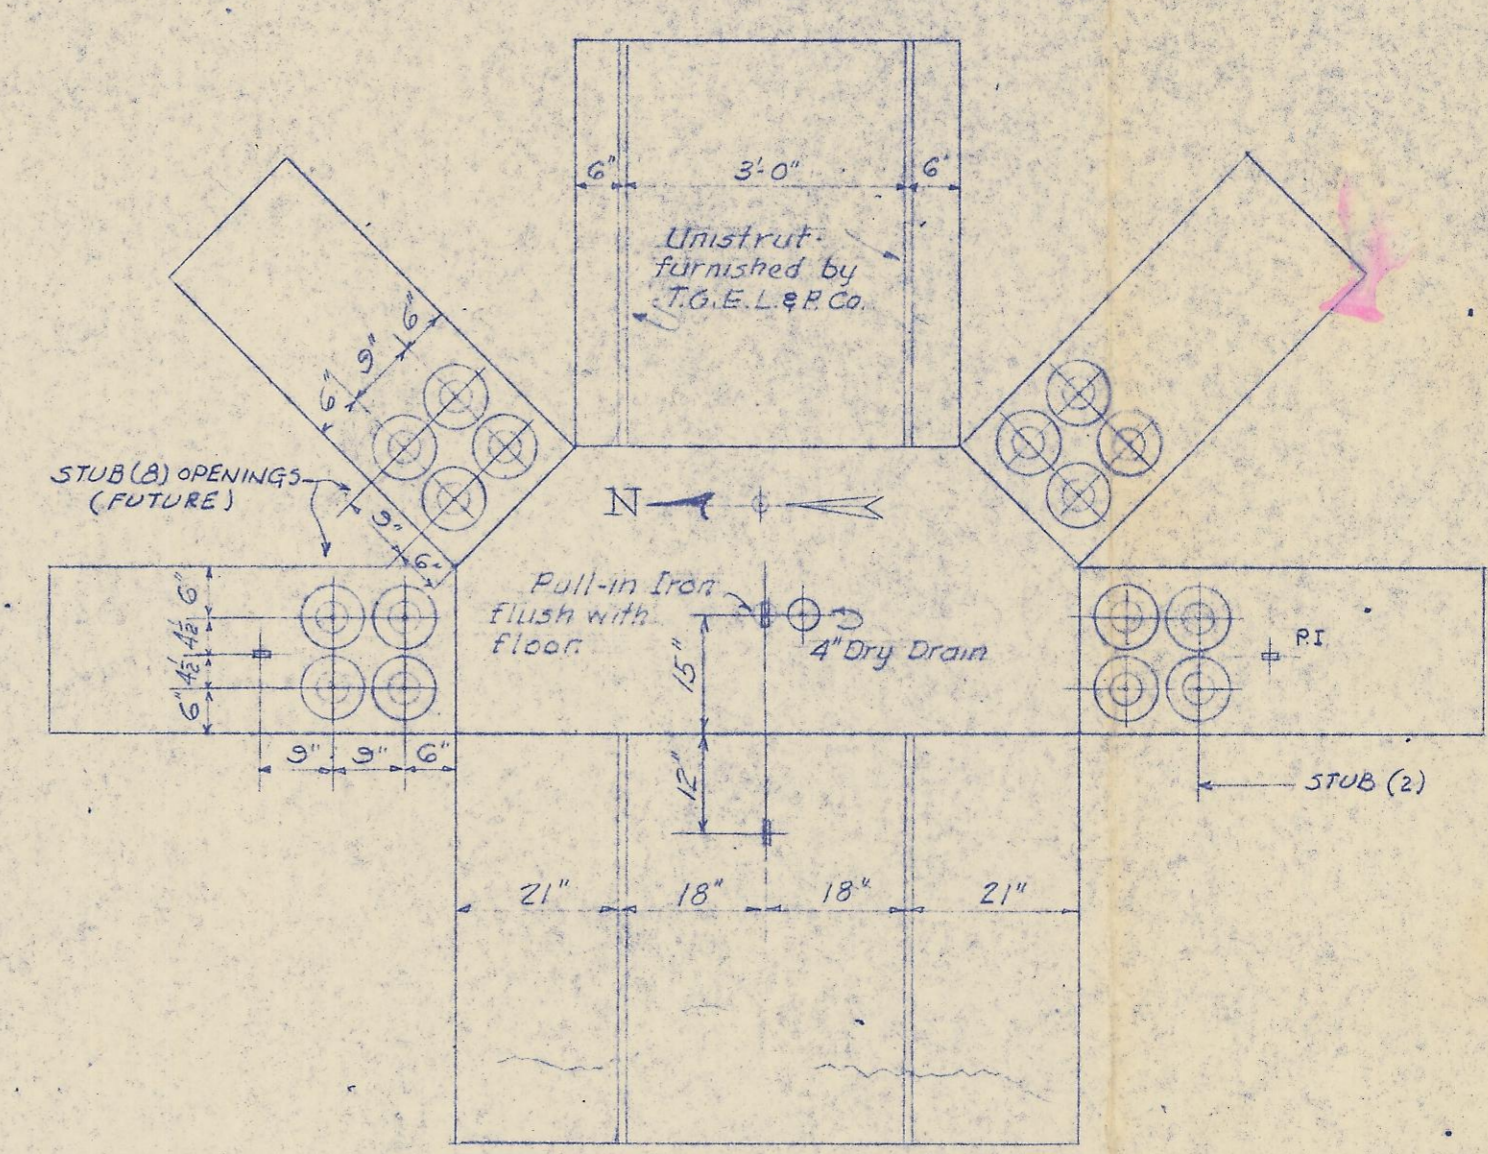 6" 3'-0" 6"
Unistrut-
furnished by
T.G.E.L.&P. Co.
6"
9"
6"
STUB (8) OPENINGS
(FUTURE)
9"
6"
N
6"
4½
4½
6"
9" 9" 6"
Pull-in Iron
flush with
floor.
4" Dry Drain
15"
12"
P.I
STUB (2)
21" 18" 18" 21"